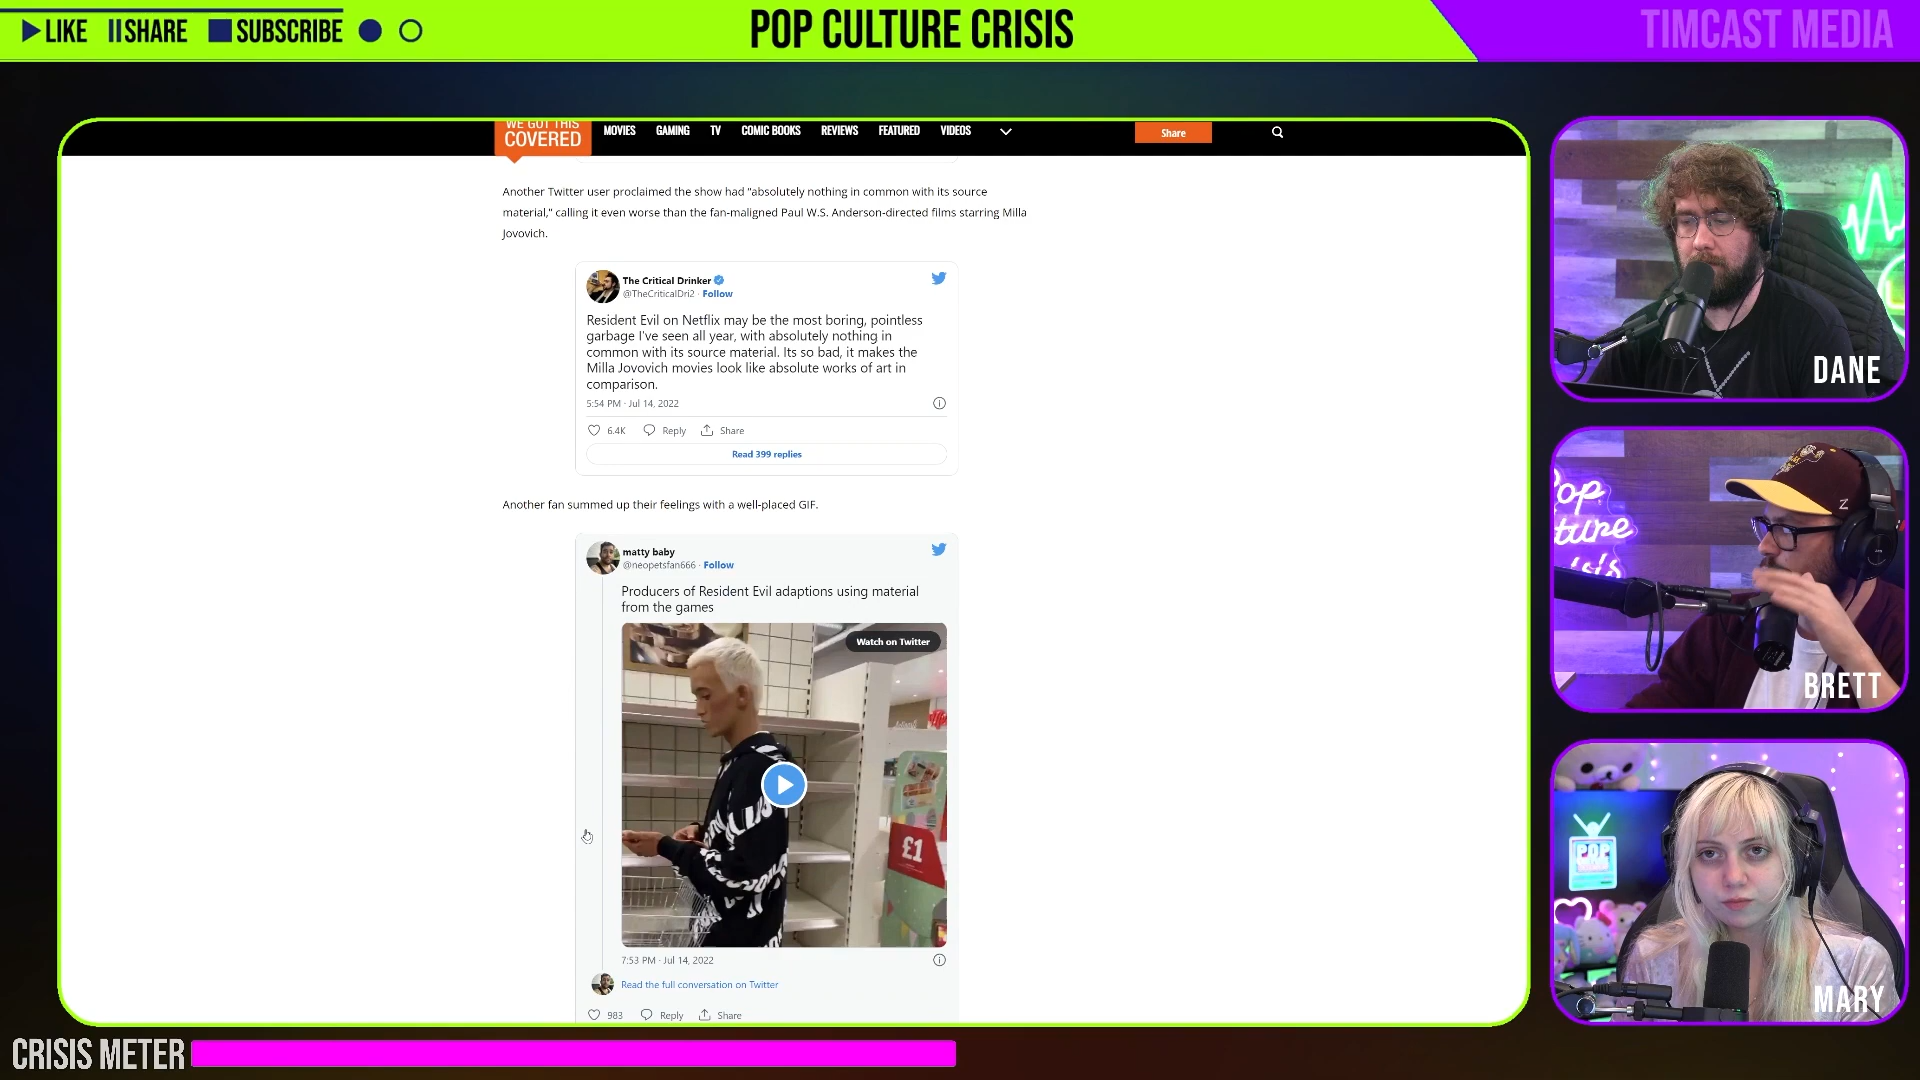 LIKE SHARE SUBSCRIBE
POP CULTURE CRISIS
TIMCAST MEDIA
WE GOT THIS
COVERED
MOVIES GAMING TV COMIC BOOKS REVIEWS FEATURED VIDEOS
Share
Another Twitter user proclaimed the show had "absolutely nothing in common with its source
material," calling it even worse than the fan-maligned Paul W.S. Anderson-directed films starring Milla
Jovovich.
The Critical Drinker
@TheCriticalDri2 · Follow
Resident Evil on Netflix may be the most boring, pointless
garbage I've seen all year, with absolutely nothing in
common with its source material. Its so bad, it makes the
Milla Jovovich movies look like absolute works of art in
comparison.
5:54 PM · Jul 14, 2022
6.4K Reply Share
Read 399 replies
Another fan summed up their feelings with a well-placed GIF.
matty baby
@neopetsfan666 · Follow
Producers of Resident Evil adaptions using material
from the games
Watch on Twitter
£1
7:53 PM · Jul 14, 2022
Read the full conversation on Twitter
983 Reply Share
DANE
op
ture
BRETT
Z
POP
MARY
CRISIS METER